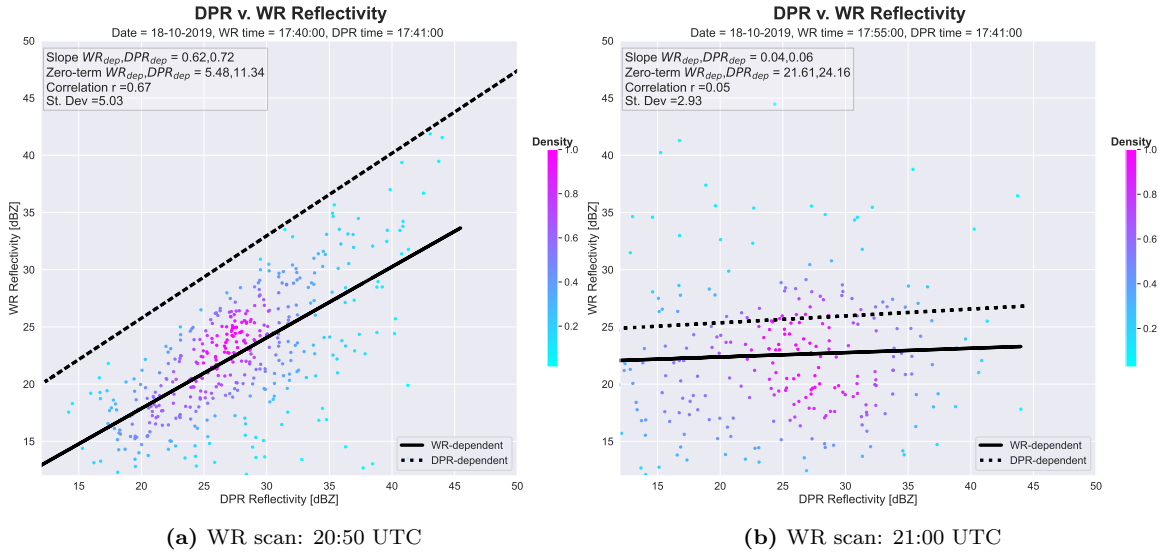 DPR v. WR Reflectivity
Date = 18-10-2019, WR time = 17:40:00, DPR time = 17:41:00
Slope WR_dep,DPR_dep = 0.62,0.72
Zero-term WR_dep,DPR_dep = 5.48,11.34
Correlation r =0.67
St. Dev =5.03
50
45
40
35
30
25
20
15
WR Reflectivity [dBZ]
15 20 25 30 35 40 45 50
DPR Reflectivity [dBZ]
WR-dependent
DPR-dependent
Density
1.0
0.8
0.6
0.4
0.2
(a) WR scan: 20:50 UTC
DPR v. WR Reflectivity
Date = 18-10-2019, WR time = 17:55:00, DPR time = 17:41:00
Slope WR_dep,DPR_dep = 0.04,0.06
Zero-term WR_dep,DPR_dep = 21.61,24.16
Correlation r =0.05
St. Dev =2.93
50
45
40
35
30
25
20
15
WR Reflectivity [dBZ]
15 20 25 30 35 40 45 50
DPR Reflectivity [dBZ]
WR-dependent
DPR-dependent
Density
1.0
0.8
0.6
0.4
0.2
(b) WR scan: 21:00 UTC